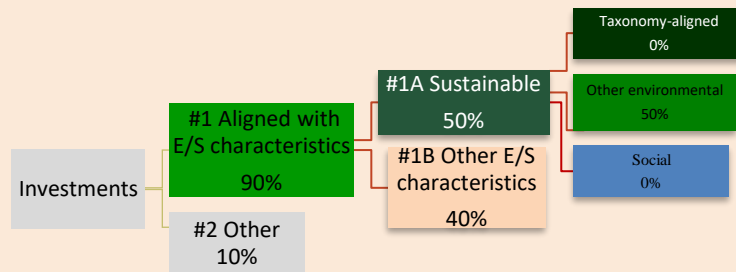 Investments
#1 Aligned with
E/S characteristics
90%
#2 Other
10%
#1A Sustainable
50%
#1B Other E/S
characteristics
40%
Taxonomy-aligned
0%
Other environmental
50%
Social
0%